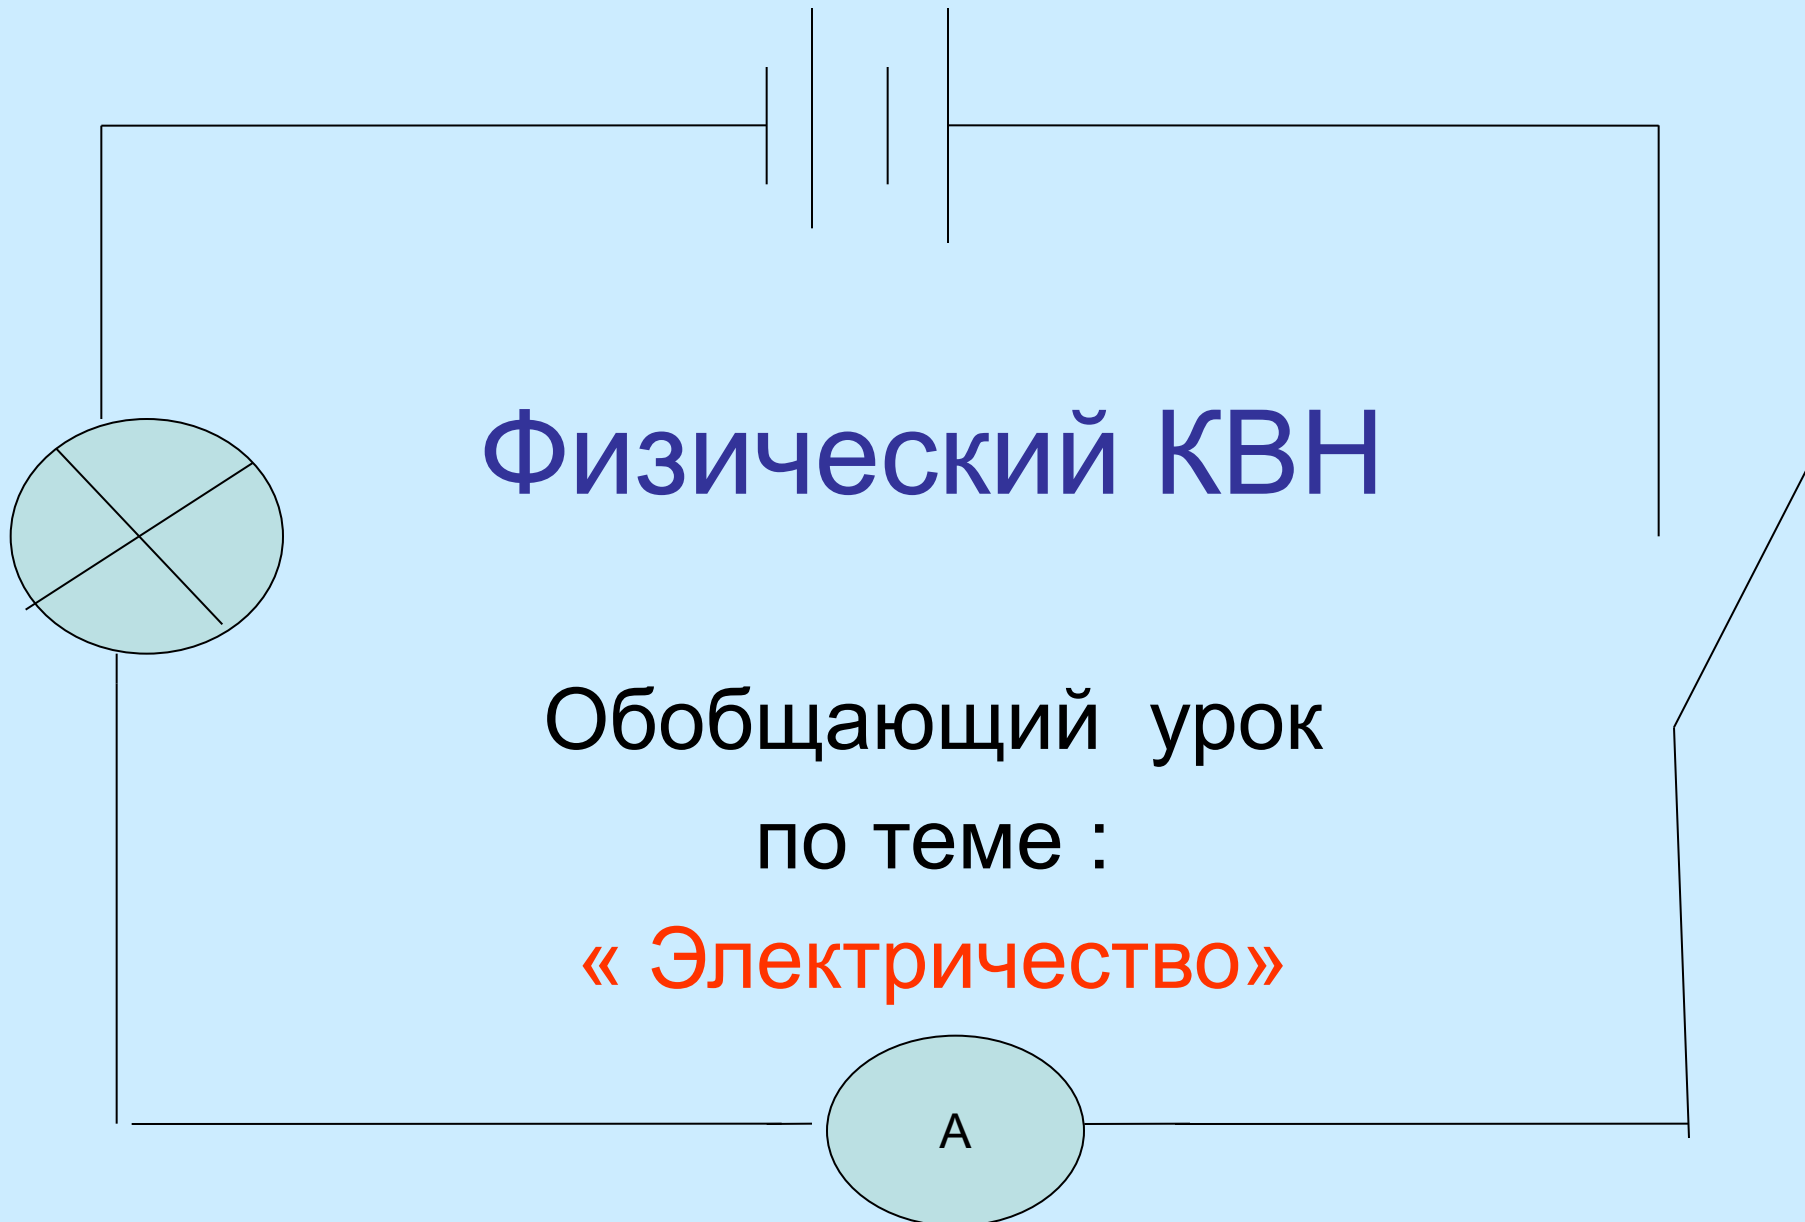 Физический КВН
Обобщающий урок
по теме :
« Электричество»
А